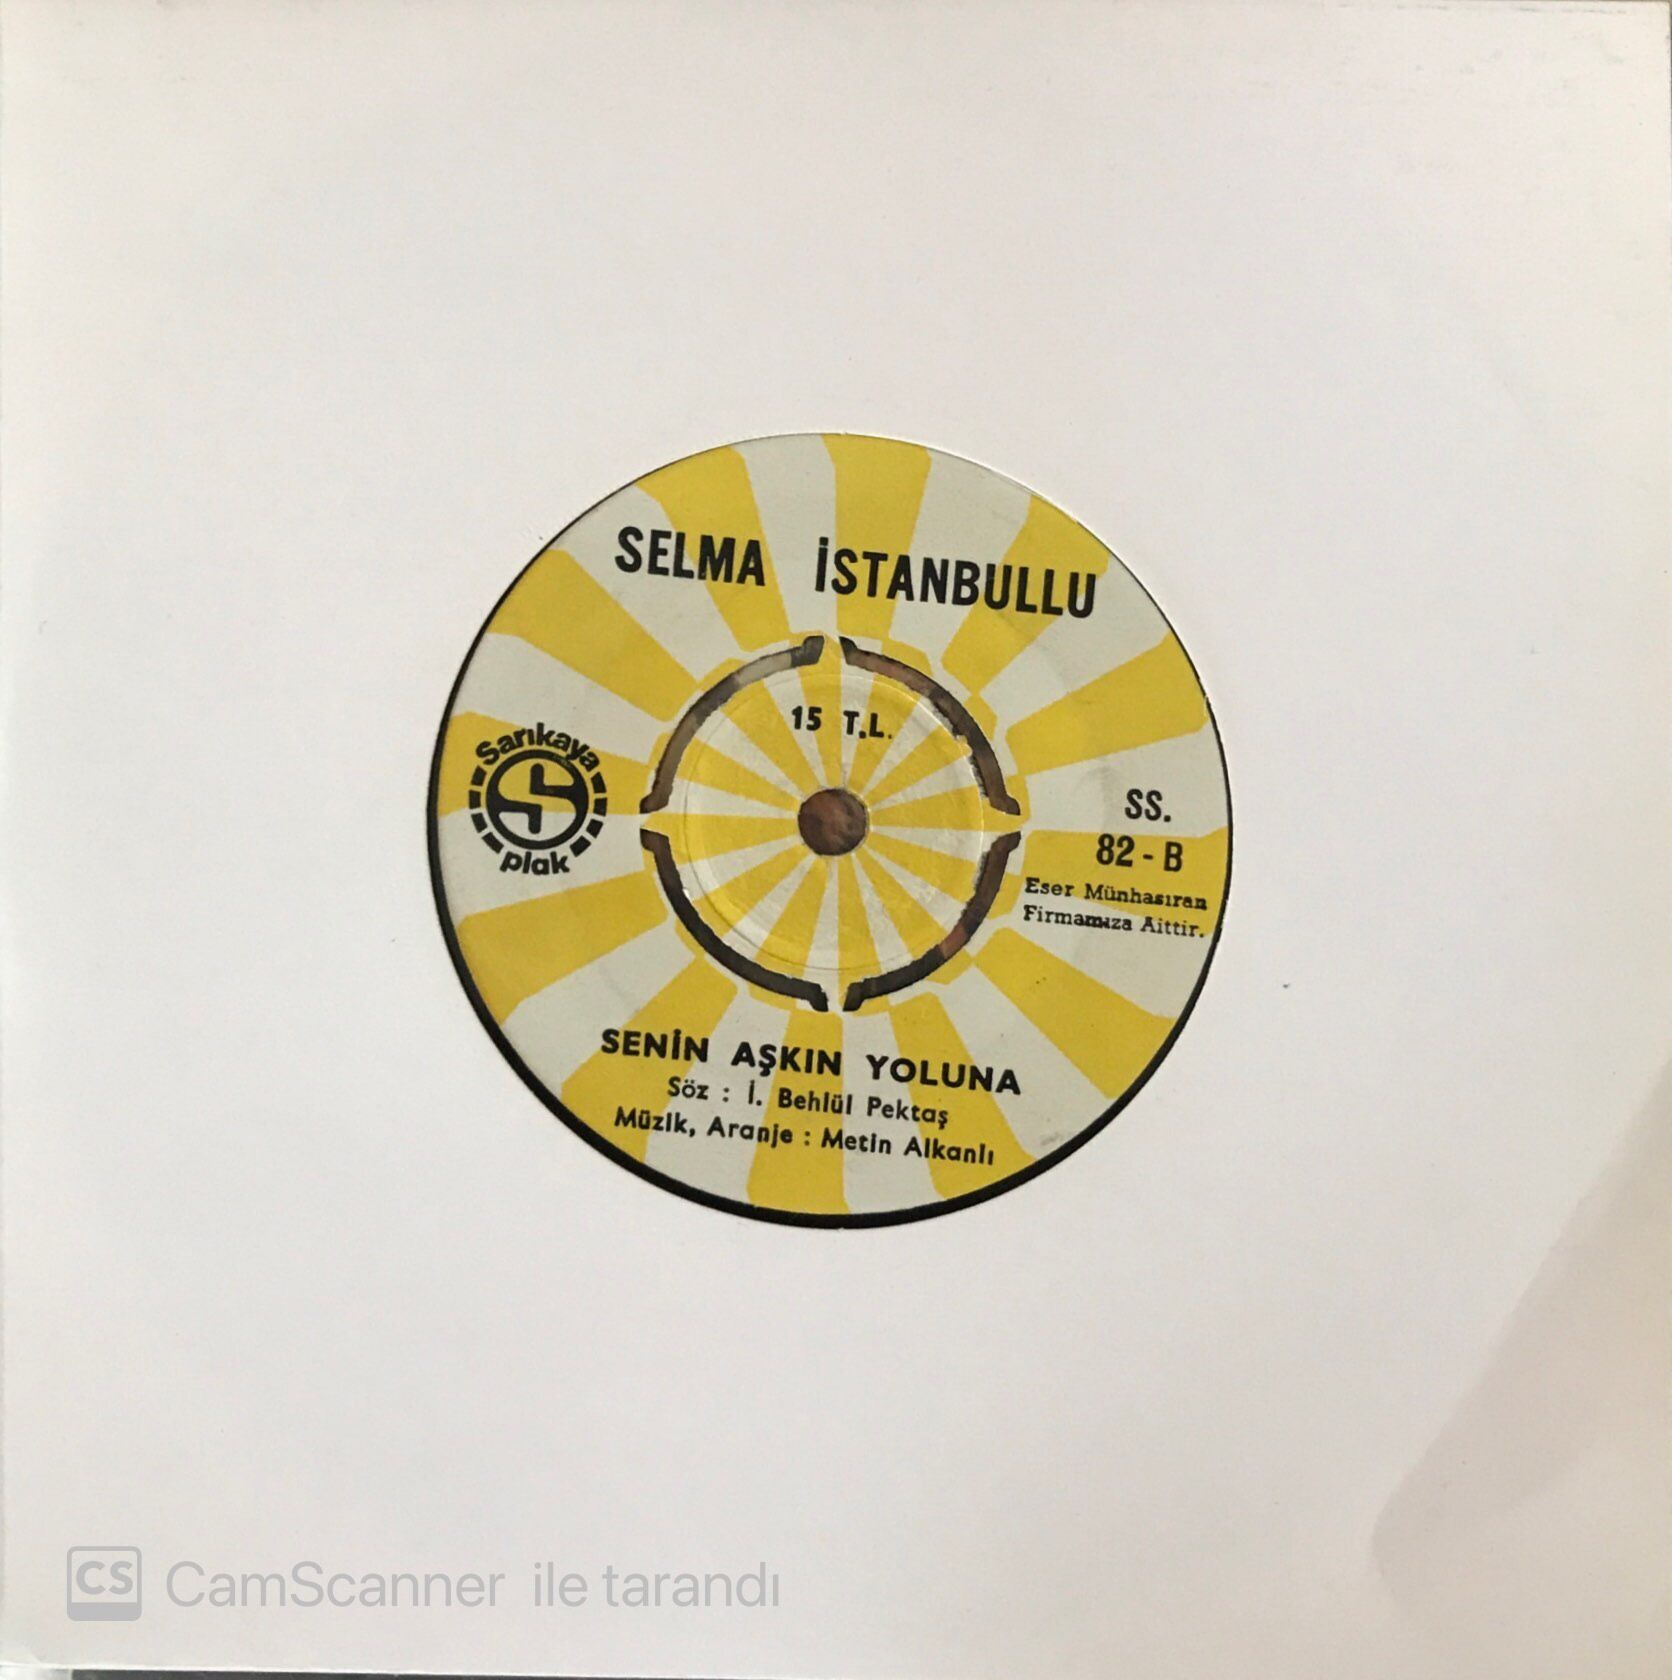 SELMA İSTANBULLU
15 T.L.
Sarıkaya
plak
SS.
82 - B
Eser Münhasıran
Firmamıza Aittir.
SENİN AŞKIN YOLUNA
Söz : İ. Behlül Pektaş
Müzik, Aranje : Metin Alkanlı
CS CamScanner ile tarandı